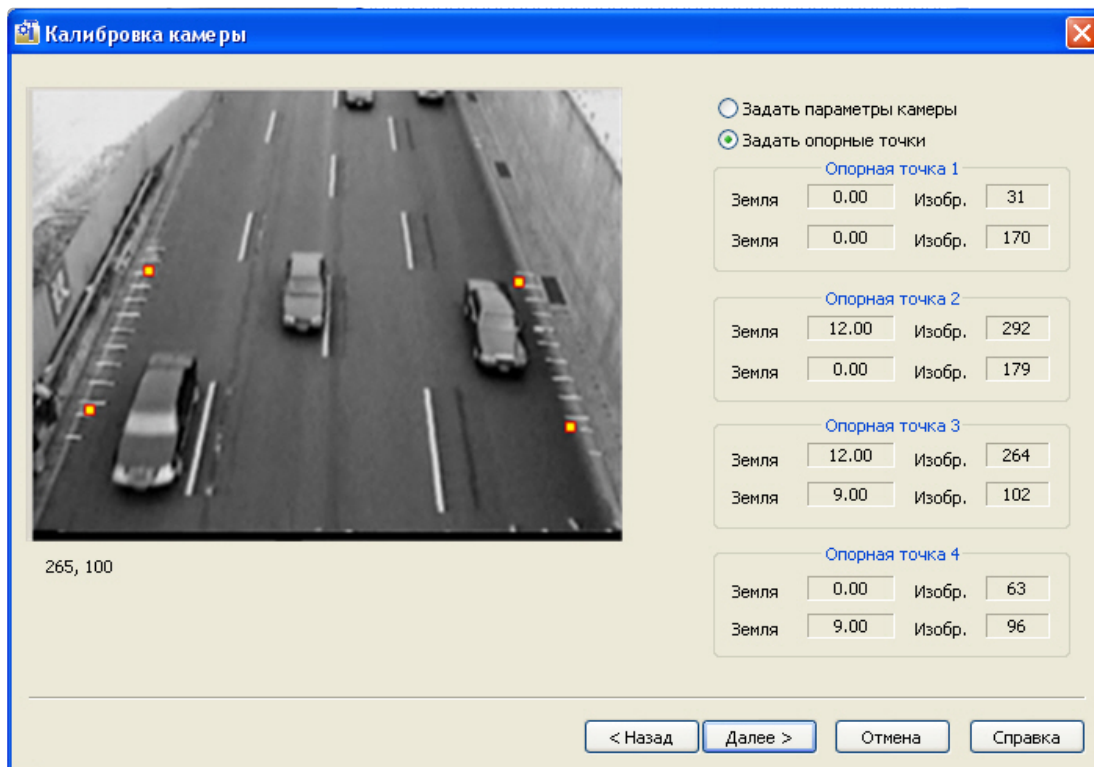 Калибровка камеры
Задать параметры камеры
Задать опорные точки
Опорная точка 1
Земля 0.00 Изобр. 31
Земля 0.00 Изобр. 170
Опорная точка 2
Земля 12.00 Изобр. 292
Земля 0.00 Изобр. 179
Опорная точка 3
Земля 12.00 Изобр. 264
Земля 9.00 Изобр. 102
Опорная точка 4
Земля 0.00 Изобр. 63
Земля 9.00 Изобр. 96
265, 100
< Назад Далее > Отмена Справка